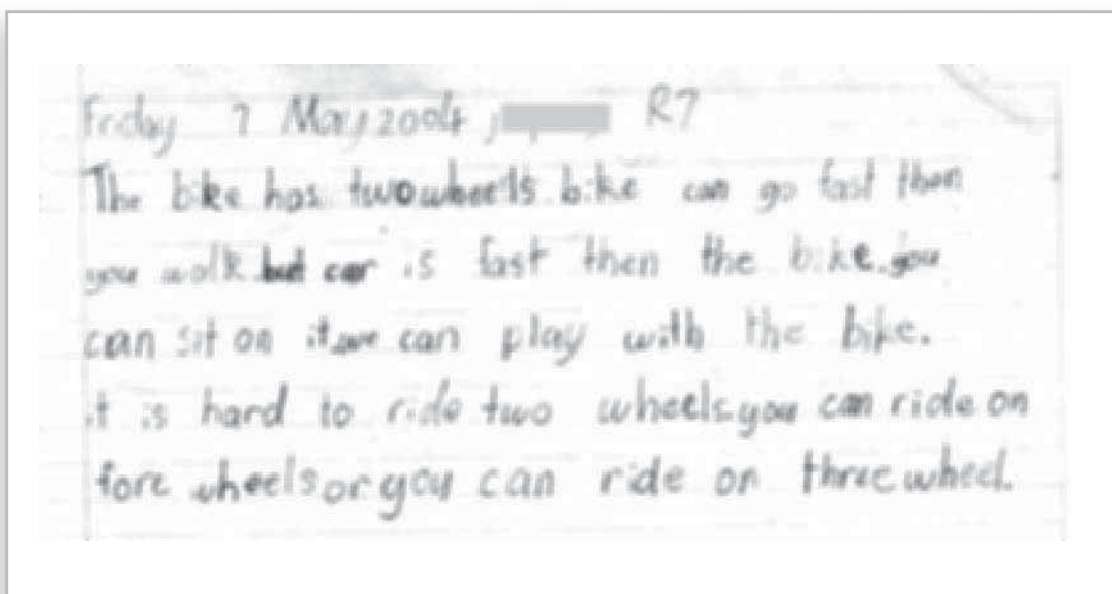 Friday 7 May 2004 R7
The bike has two wheels. bike can go fast then
you walk. but car is fast then the bike. you
can sit on it we can play with the bike.
it is hard to ride two wheels you can ride on
fore wheels or you can ride on three wheel.